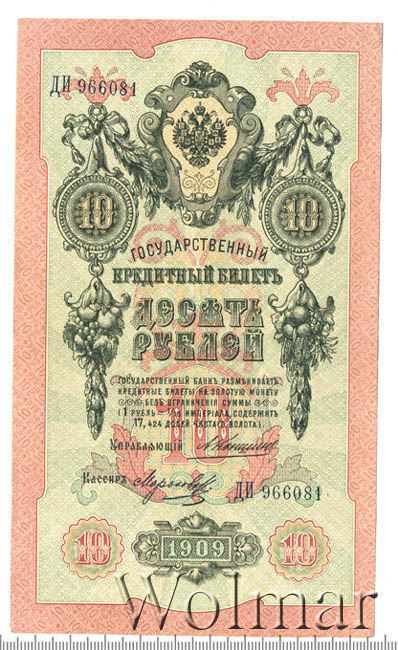 ДИ 966081
10 10
ГОСУДАРСТВЕННЫЙ
КРЕДИТНЫЙ БИЛЕТЪ
ДЕСЯТЬ
РУБЛЕЙ
ГОСУДАРСТВЕННЫЙ БАНКЪ РАЗМѢНИВАЕТЪ
КРЕДИТНЫЕ БИЛЕТЫ НА ЗОЛОТУЮ МОНЕТУ
БЕЗЪ ОГРАНИЧЕНІЯ СУММЫ
(1 РУБЛЬ = 1/15 ИМПЕРІАЛА, СОДЕРЖИТЪ
17,424 ДОЛЕЙ ЧИСТАГО ЗОЛОТА).
10
УПРАВЛЯЮЩІЙ
КАССИРЪ
ДИ 966081
10 1909 10
Wolmar